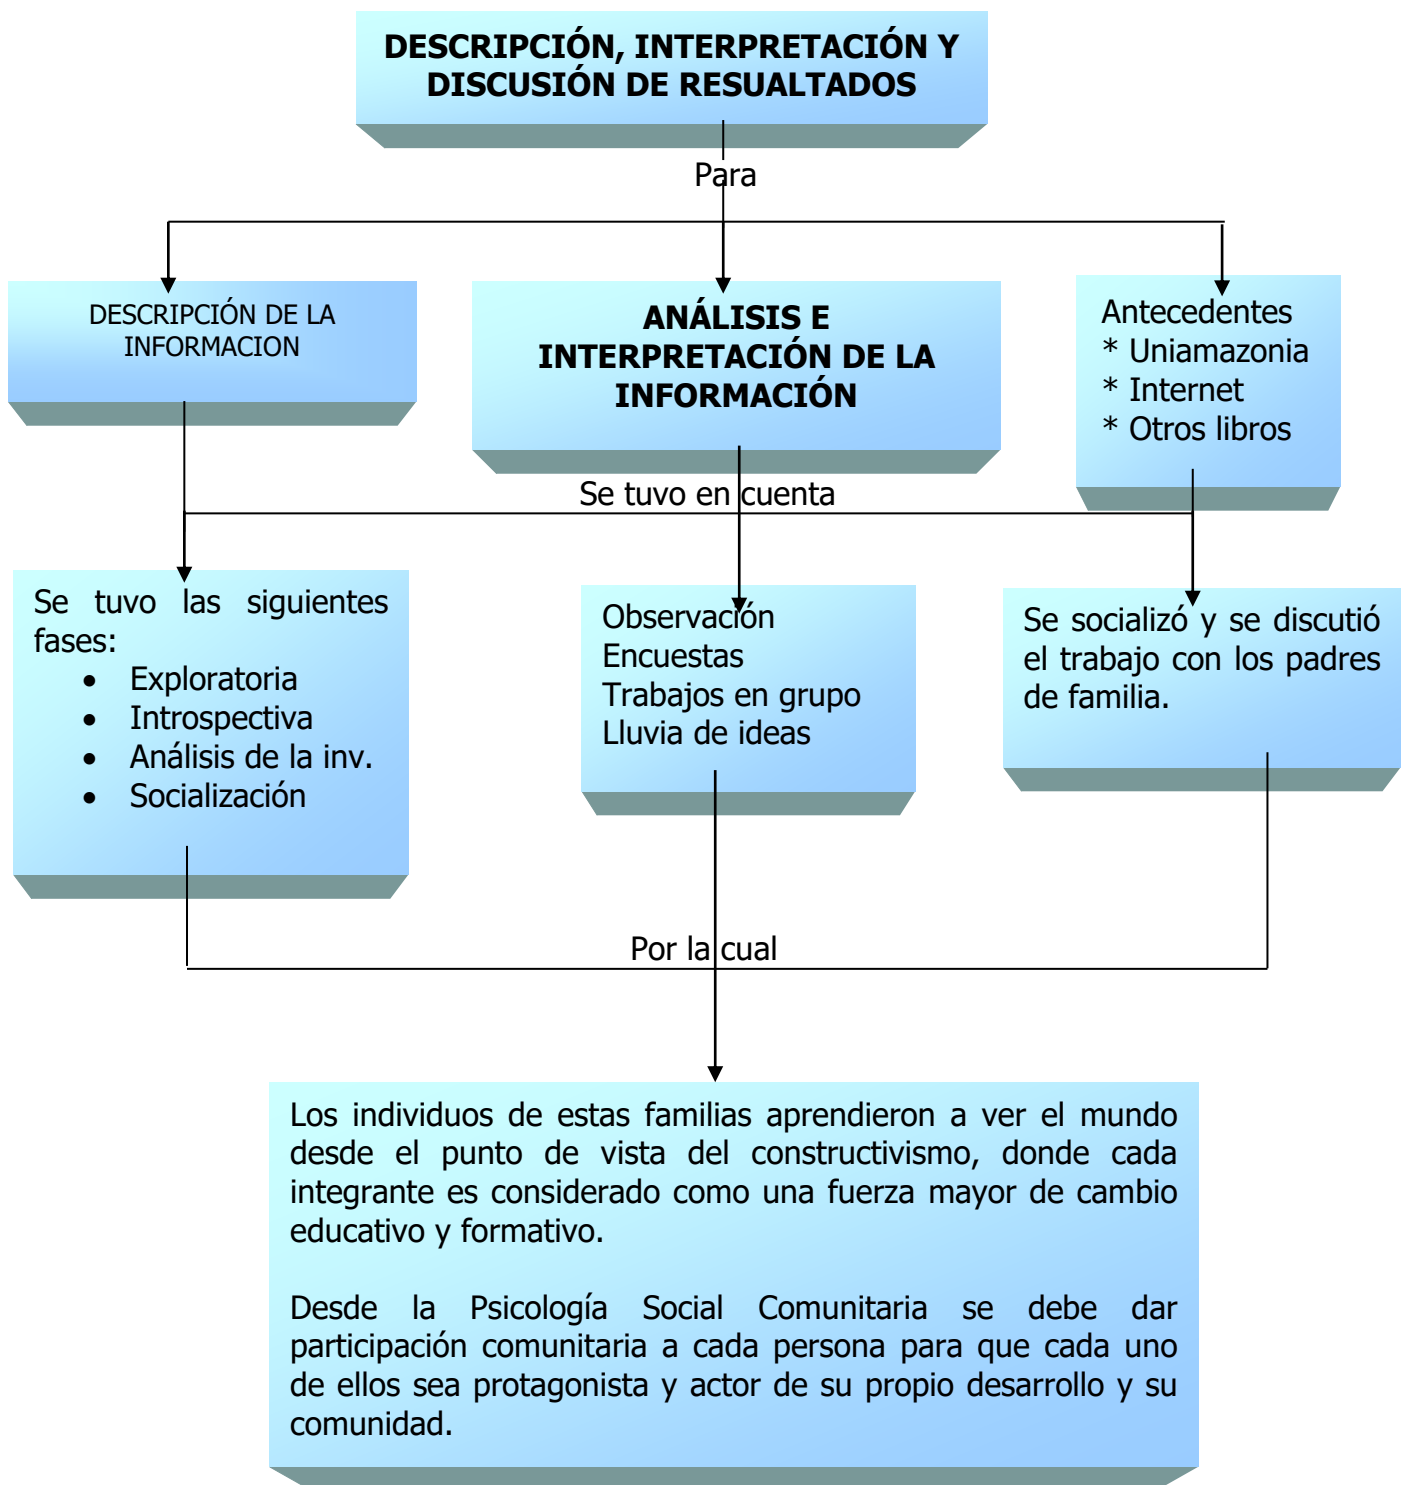 DESCRIPCIÓN, INTERPRETACIÓN Y
DISCUSIÓN DE RESUALTADOS
Para
DESCRIPCIÓN DE LA
INFORMACION
ANÁLISIS E
INTERPRETACIÓN DE LA
INFORMACIÓN
Antecedentes
* Uniamazonia
* Internet
* Otros libros
Se tuvo en cuenta
Se tuvo las siguientes
fases:
• Exploratoria
• Introspectiva
• Análisis de la inv.
• Socialización
Observación
Encuestas
Trabajos en grupo
Lluvia de ideas
Se socializó y se discutió
el trabajo con los padres
de familia.
Por la cual
Los individuos de estas familias aprendieron a ver el mundo
desde el punto de vista del constructivismo, donde cada
integrante es considerado como una fuerza mayor de cambio
educativo y formativo.
Desde la Psicología Social Comunitaria se debe dar
participación comunitaria a cada persona para que cada uno
de ellos sea protagonista y actor de su propio desarrollo y su
comunidad.